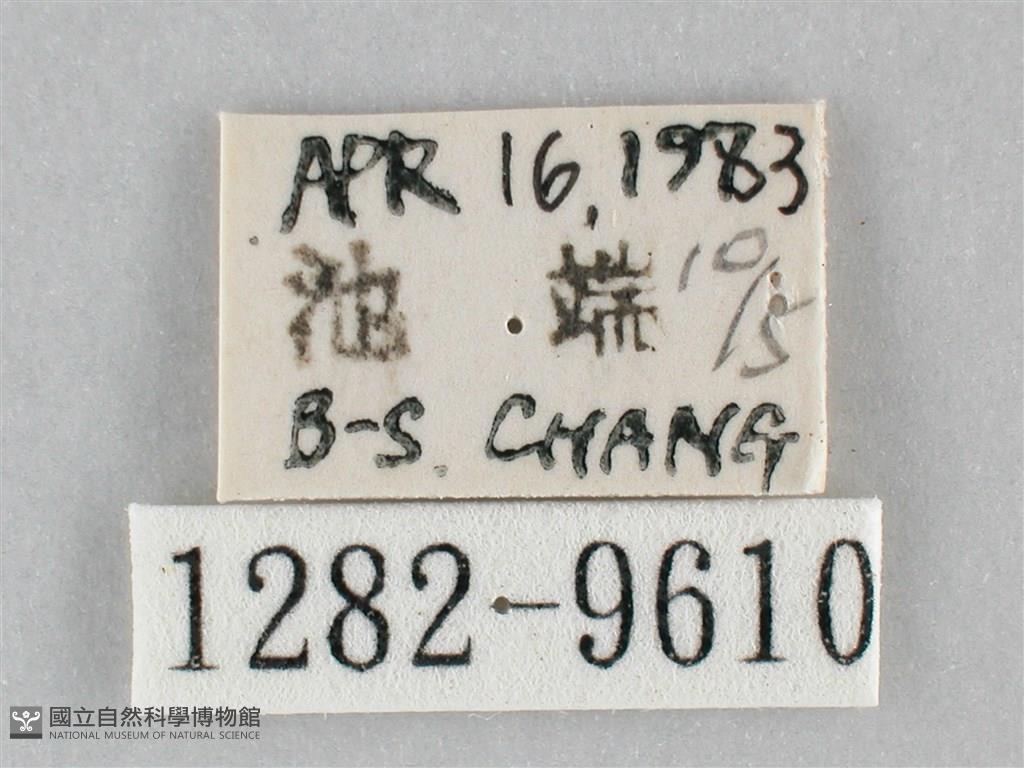 APR 16, 1983
池 端 10/15
B-S. CHANG
1282-9610
國立自然科學博物館
NATIONAL MUSEUM OF NATURAL SCIENCE